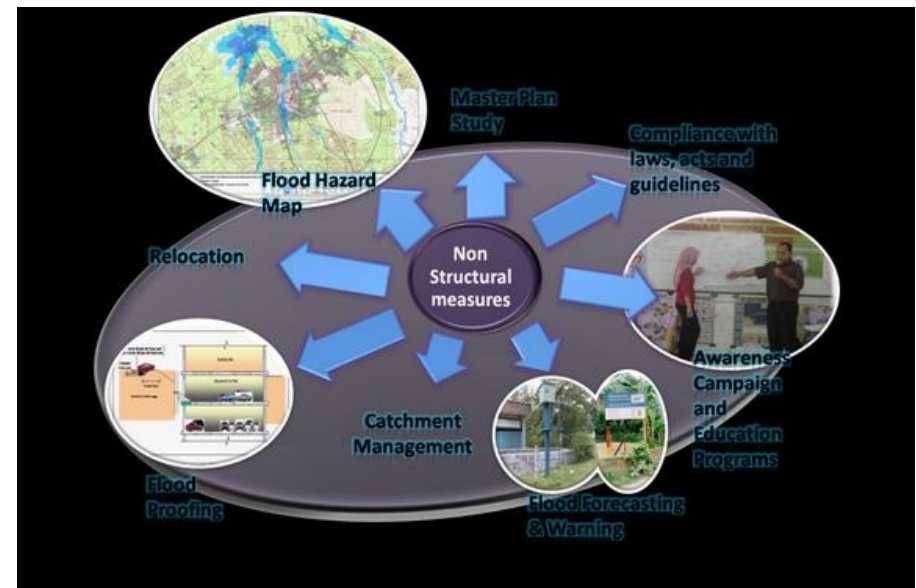 Master Plan
Study
Compliance with
laws, acts and
guidelines
Flood Hazard
Map
Relocation
Non
Structural
measures
Awareness
Campaign
and
Education
Programs
Catchment
Management
Flood
Proofing
Flood Forecasting
& Warning